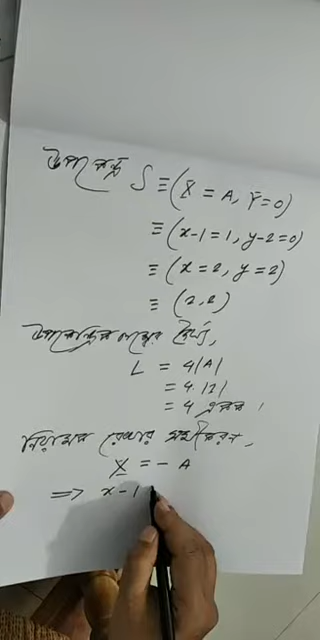 উপকেন্দ্র S ≡ (X = A, Y = 0)
≡ (x-1 = 1, y-2 = 0)
≡ (x = 2, y = 2)
≡ (2, 2)
উপকেন্দ্রিক লম্বের দৈর্ঘ্য,
L = 4|A|
= 4.|1|
= 4 একক।
নিয়ামক রেখার সমীকরণ,
X = - A
⇒ x-1